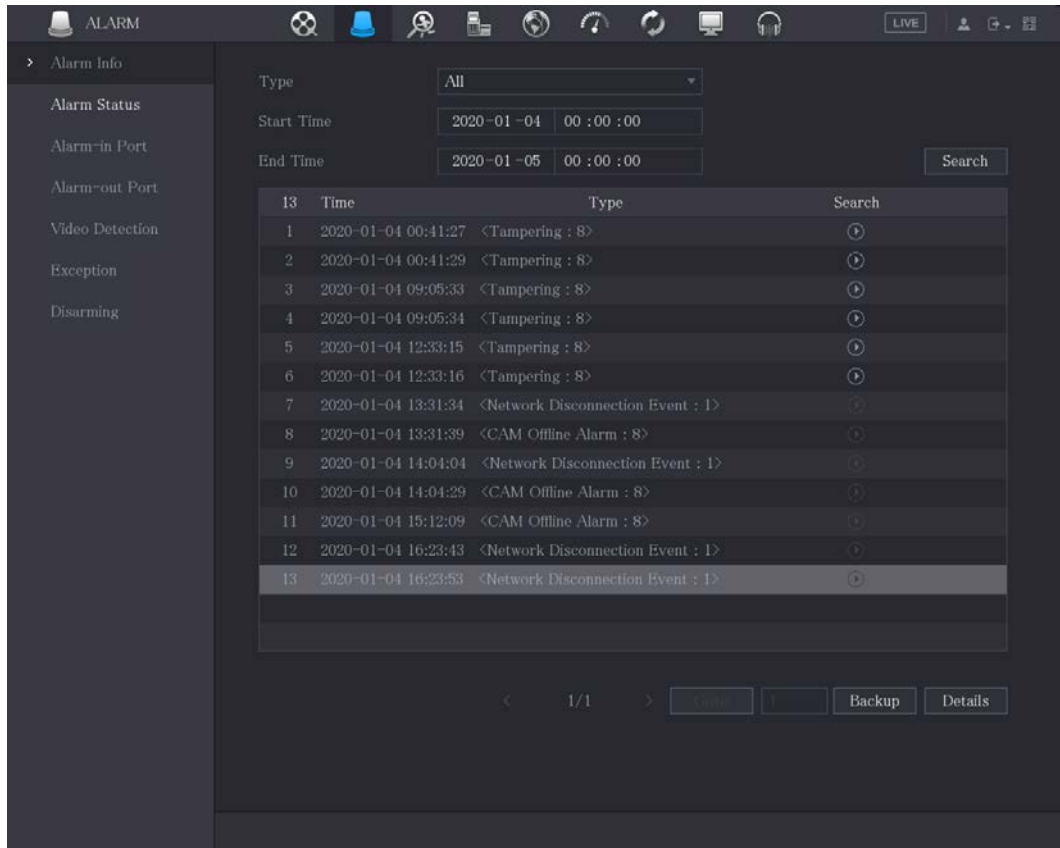 ALARM
LIVE
Alarm Info
Alarm Status
Alarm-in Port
Alarm-out Port
Video Detection
Exception
Disarming
Type All
Start Time 2020-01-04 00:00:00
End Time 2020-01-05 00:00:00
Search
13 Time Type Search
1 2020-01-04 00:41:27 <Tampering : 8>
2 2020-01-04 00:41:29 <Tampering : 8>
3 2020-01-04 09:05:33 <Tampering : 8>
4 2020-01-04 09:05:34 <Tampering : 8>
5 2020-01-04 12:33:15 <Tampering : 8>
6 2020-01-04 12:33:16 <Tampering : 8>
7 2020-01-04 13:31:34 <Network Disconnection Event : 1>
8 2020-01-04 13:31:39 <CAM Offline Alarm : 8>
9 2020-01-04 14:04:04 <Network Disconnection Event : 1>
10 2020-01-04 14:04:29 <CAM Offline Alarm : 8>
11 2020-01-04 15:12:09 <CAM Offline Alarm : 8>
12 2020-01-04 16:23:43 <Network Disconnection Event : 1>
13 2020-01-04 16:23:53 <Network Disconnection Event : 1>
< 1/1 > 1 Backup Details